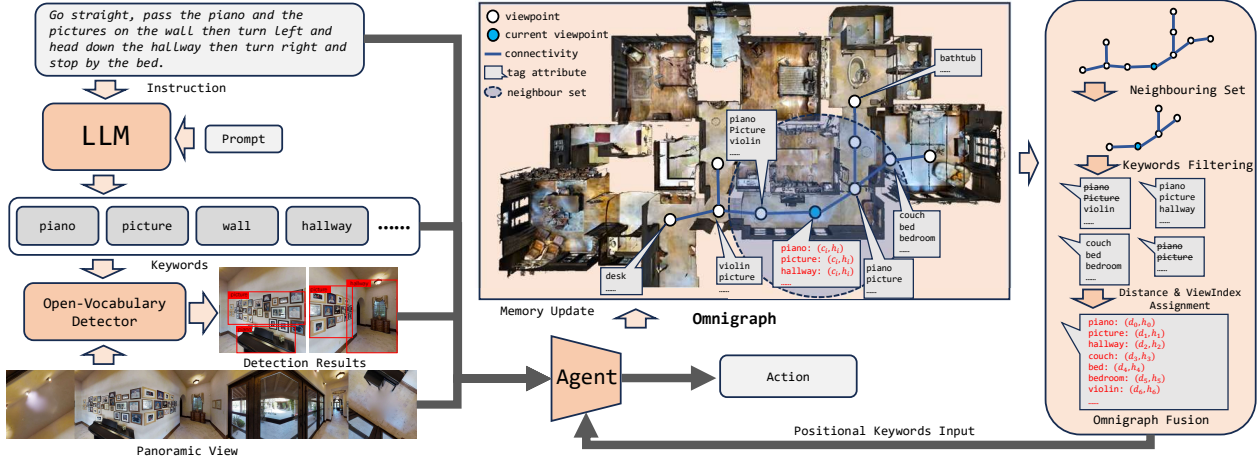 Go straight, pass the piano and the
pictures on the wall then turn left and
head down the hallway then turn right and
stop by the bed.
Instruction
LLM
Prompt
piano
picture
wall
hallway
……
Keywords
Open-Vocabulary
Detector
Detection Results
Panoramic View
viewpoint
current viewpoint
connectivity
tag attribute
neighbour set
bathtub
……
piano
Picture
violin
……
couch
bed
bedroom
……
desk
……
violin
picture
……
piano: (c_i,h_i)
picture: (c_i,h_i)
hallway: (c_i,h_i)
……
piano
picture
……
Memory Update
Omnigraph
Agent
Action
Positional Keywords Input
Neighbouring Set
Keywords Filtering
piano
Picture
violin
……
piano
picture
hallway
……
couch
bed
bedroom
……
piano
picture
……
Distance & ViewIndex
Assignment
piano: (d_0,h_0)
picture: (d_1,h_1)
hallway: (d_2,h_2)
couch: (d_3,h_3)
bed: (d_4,h_4)
bedroom: (d_5,h_5)
violin: (d_6,h_6)
……
Omnigraph Fusion